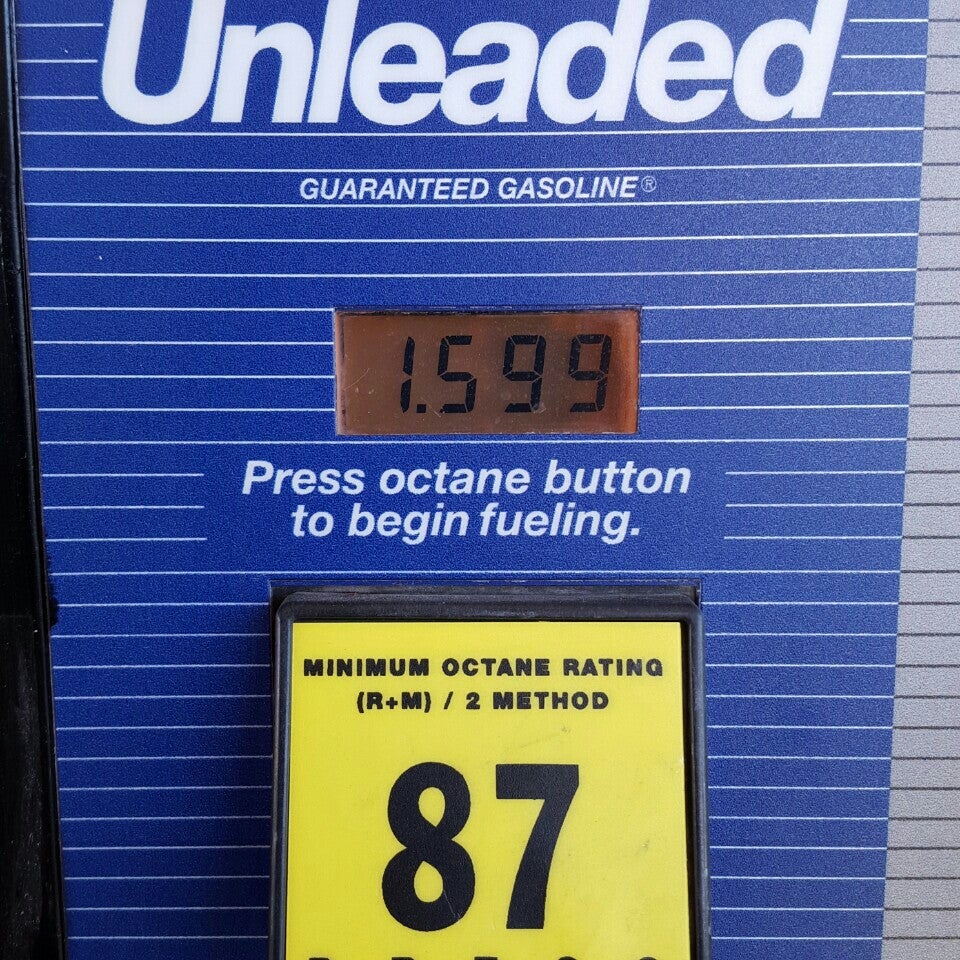 Unleaded
GUARANTEED GASOLINE®
1.599
Press octane button
to begin fueling.
MINIMUM OCTANE RATING
(R+M) / 2 METHOD
87